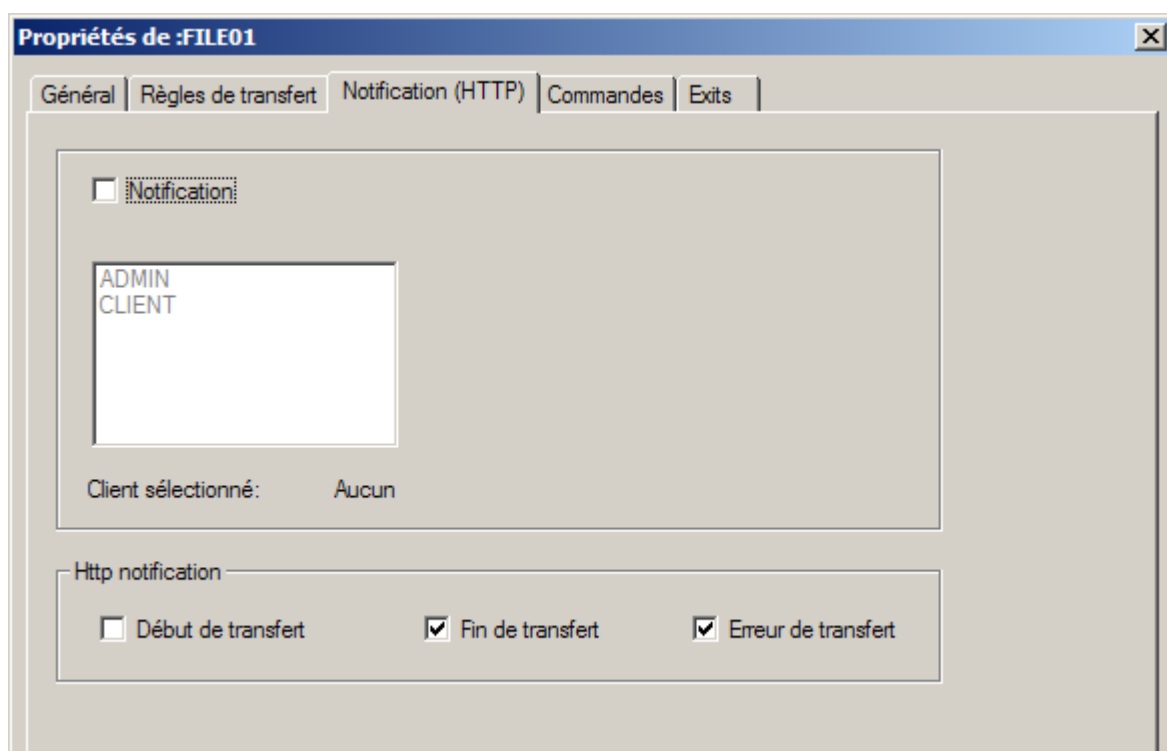 Propriétés de :FILE01
Général Règles de transfert Notification (HTTP) Commandes Exits
Notification
ADMIN
CLIENT
Client sélectionné: Aucun
Http notification
Début de transfert Fin de transfert Erreur de transfert